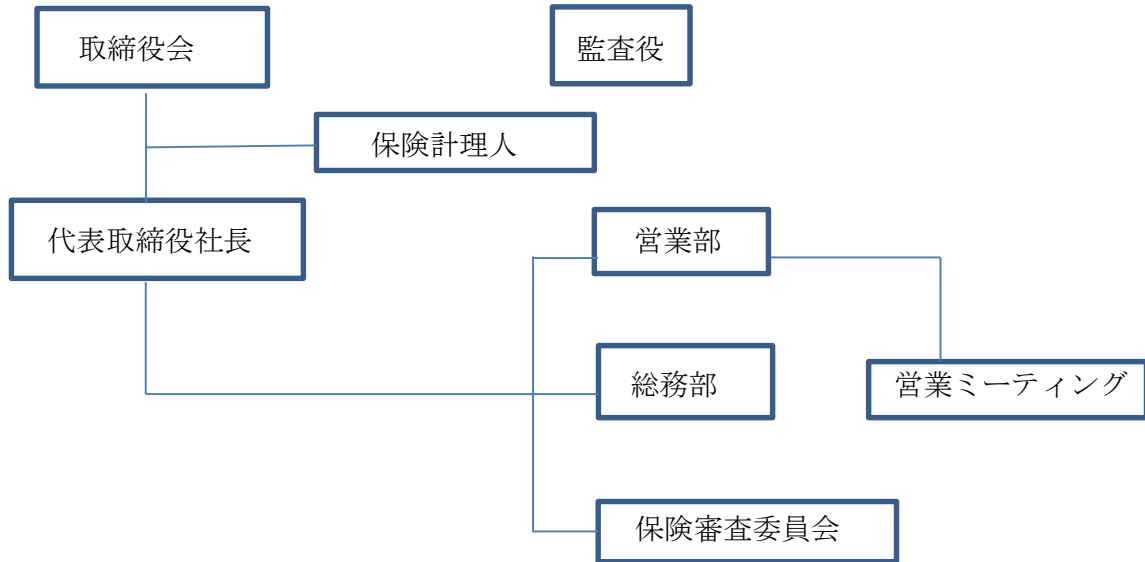 取締役会
監査役
保険計理人
代表取締役社長
営業部
総務部
営業ミーティング
保険審査委員会